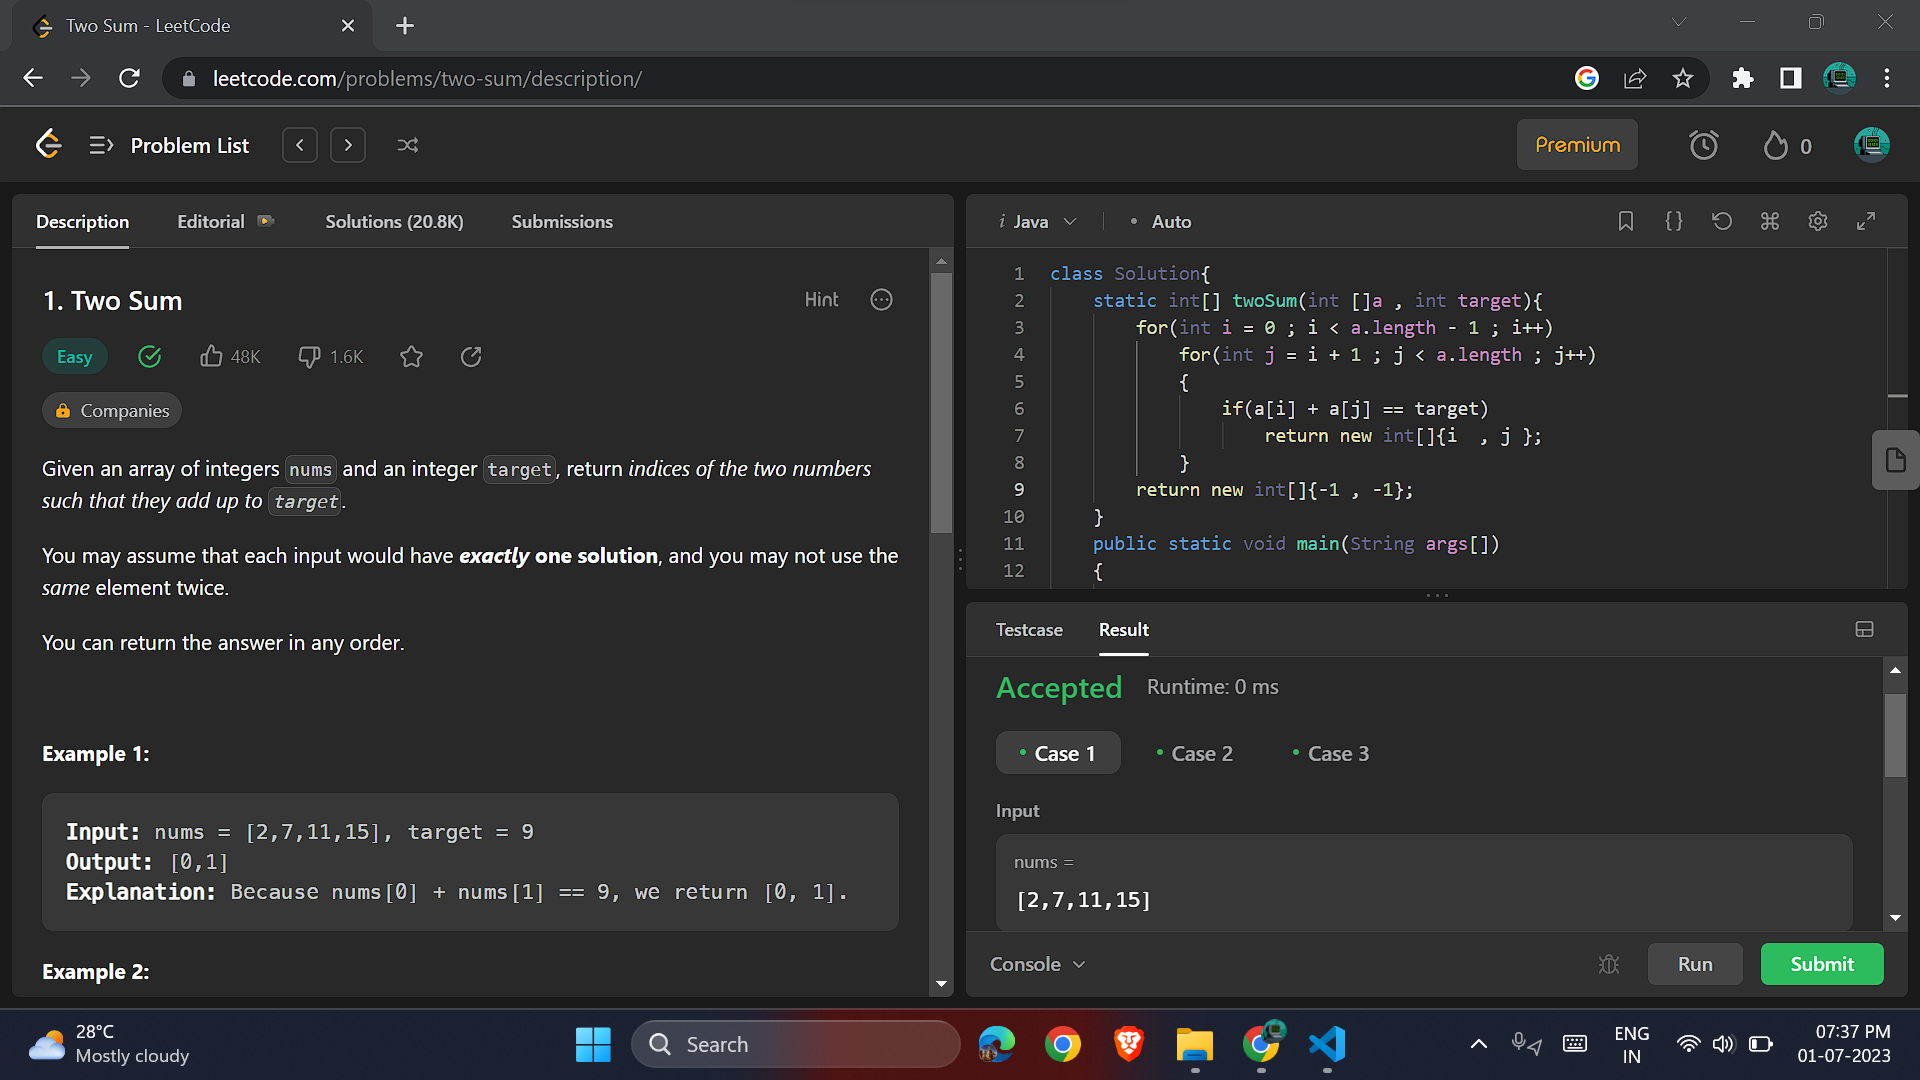 Two Sum - LeetCode
leetcode.com/problems/two-sum/description/
Problem List
Premium
0
Description Editorial Solutions (20.8K) Submissions
1. Two Sum
Hint
Easy 48K 1.6K
Companies
Given an array of integers nums and an integer target, return indices of the two numbers
such that they add up to target.
You may assume that each input would have exactly one solution, and you may not use the
same element twice.
You can return the answer in any order.
Example 1:
Input: nums = [2,7,11,15], target = 9
Output: [0,1]
Explanation: Because nums[0] + nums[1] == 9, we return [0, 1].
Example 2:
i Java • Auto
1 class Solution{
2 static int[] twoSum(int []a , int target){
3 for(int i = 0 ; i < a.length - 1 ; i++)
4 for(int j = i + 1 ; j < a.length ; j++)
5 {
6 if(a[i] + a[j] == target)
7 return new int[]{i  , j };
8 }
9 return new int[]{-1 , -1};
10 }
11 public static void main(String args[])
12 {
Testcase Result
Accepted Runtime: 0 ms
• Case 1 • Case 2 • Case 3
Input
nums =
[2,7,11,15]
Console Run Submit
28°C
Mostly cloudy
Search
ENG
IN
07:37 PM
01-07-2023